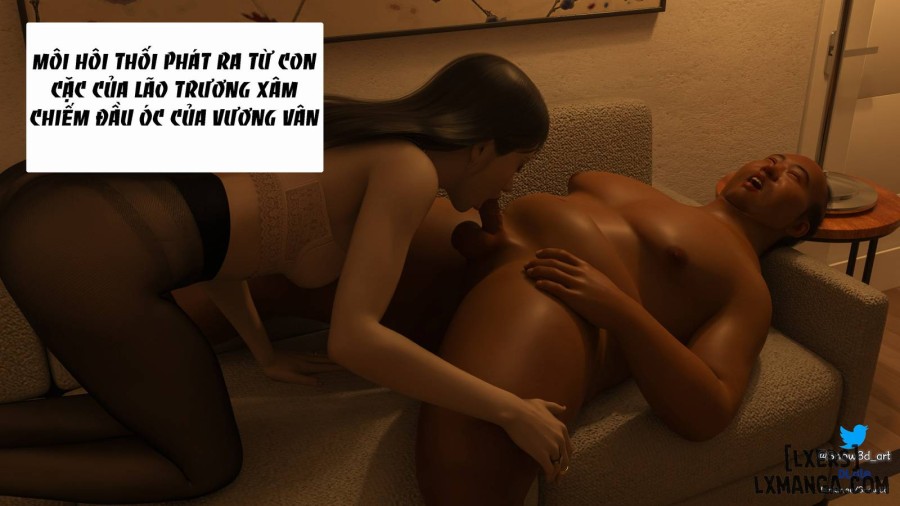 MÔI HÔI THỐI PHÁT RA TỪ CON
CẶC CỦA LÃO TRƯƠNG XÂM
CHIẾM ĐẦU ÓC CỦA VƯƠNG VÂN
[LXERS]
LXMANGA.COM